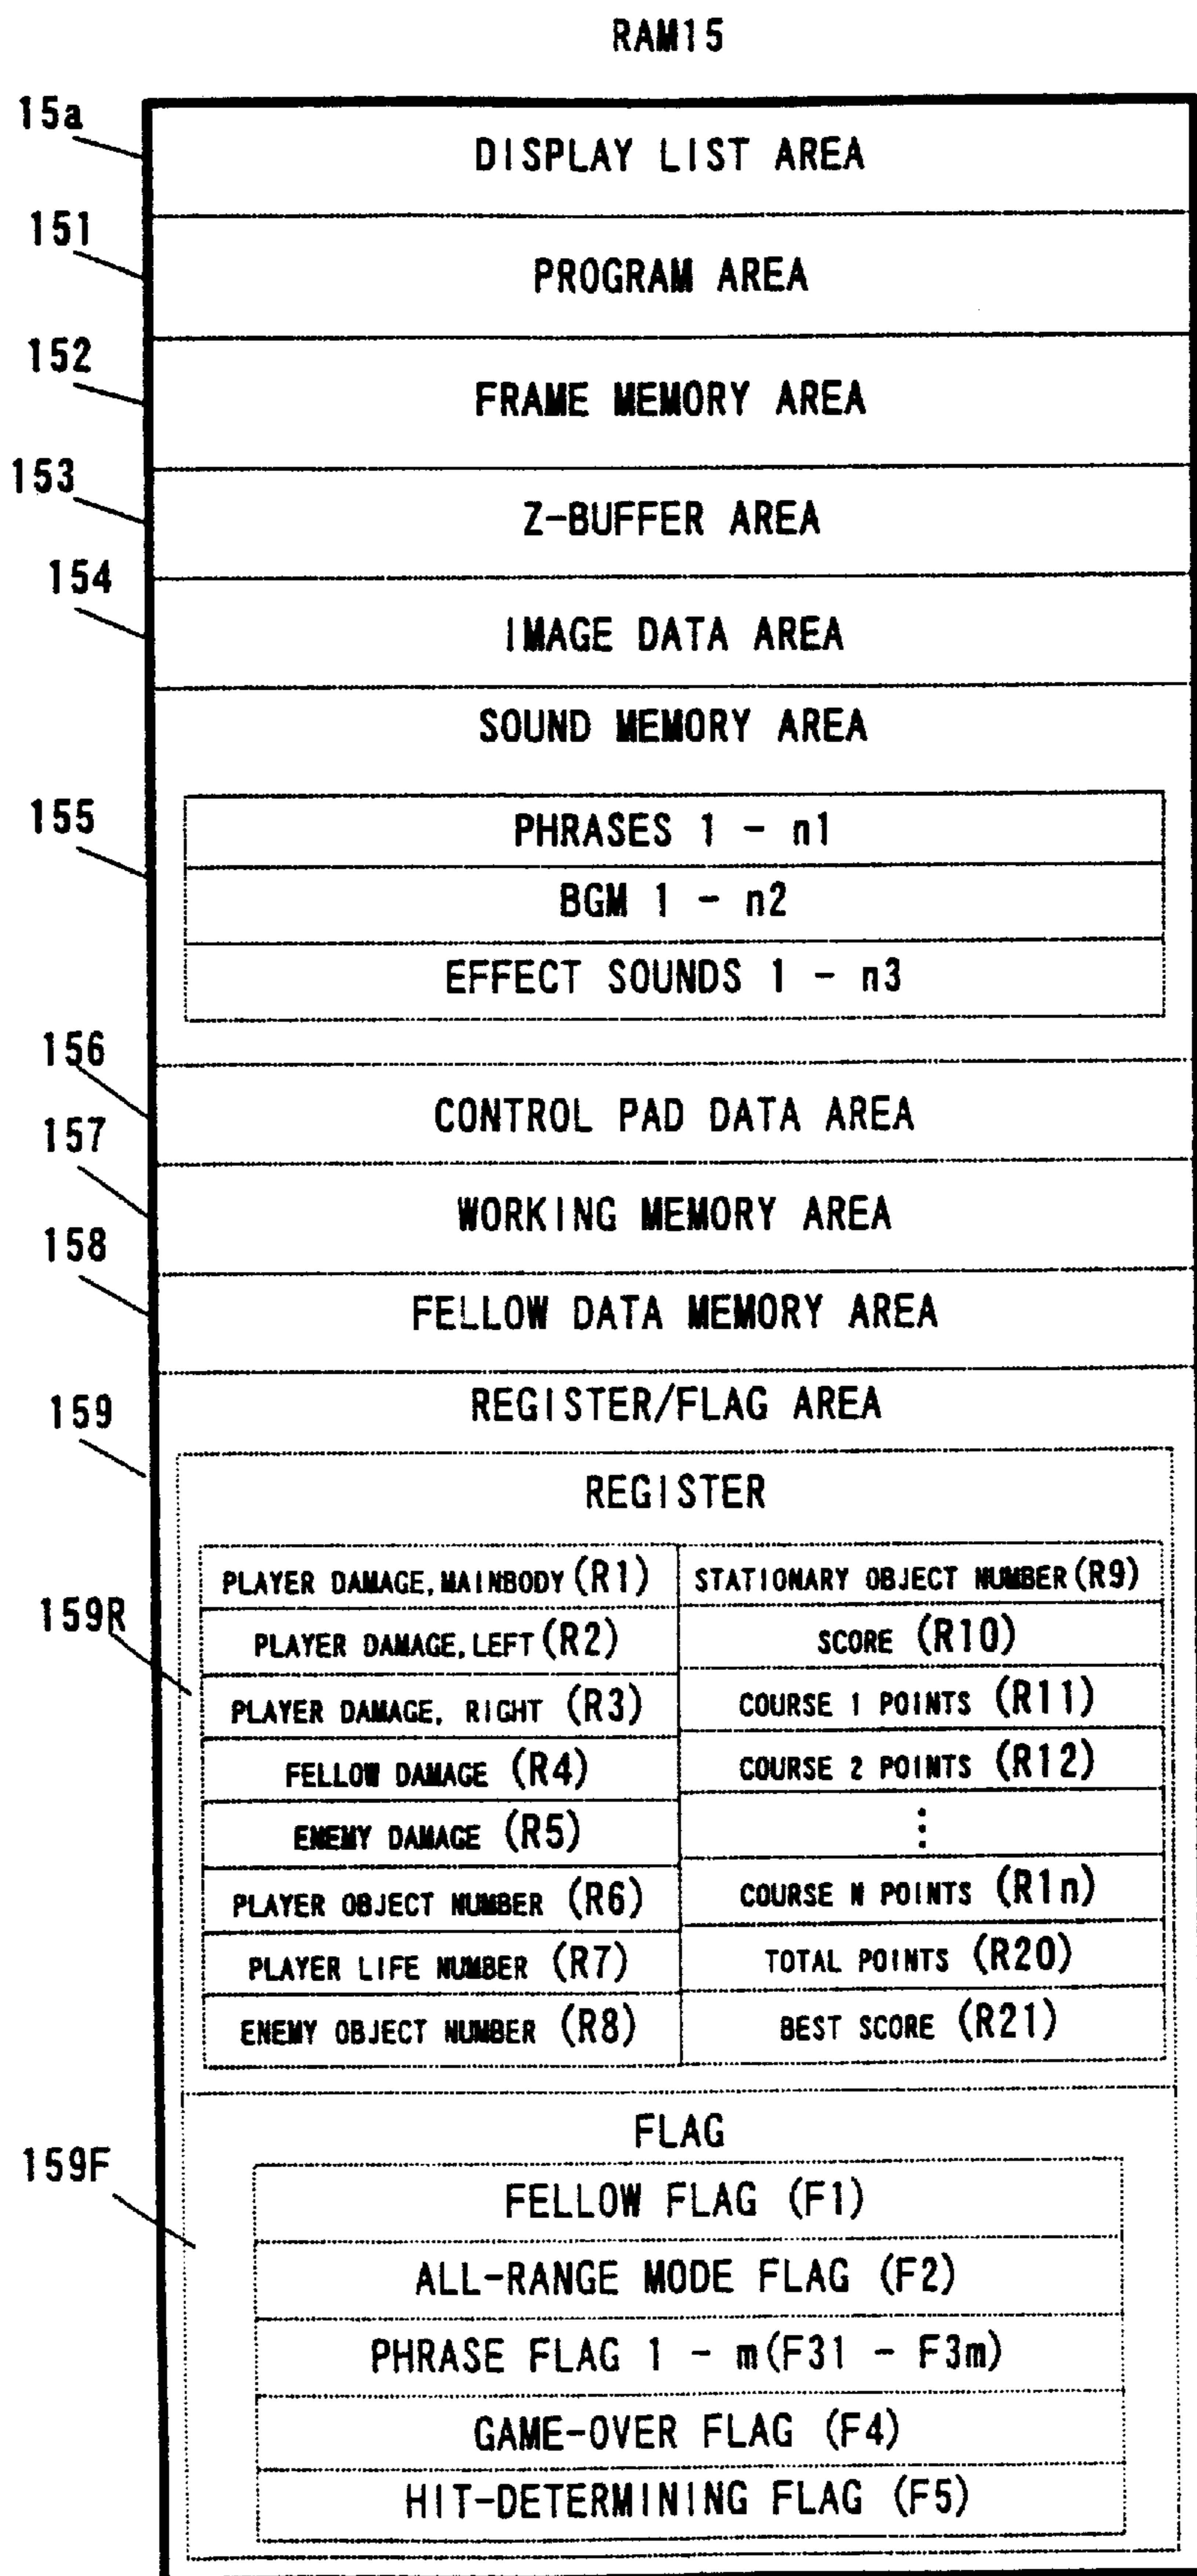 RAM15
15a
DISPLAY LIST AREA
151
PROGRAM AREA
152
FRAME MEMORY AREA
153
Z-BUFFER AREA
154
IMAGE DATA AREA
SOUND MEMORY AREA
155
PHRASES 1 - n1
BGM 1 - n2
EFFECT SOUNDS 1 - n3
156
CONTROL PAD DATA AREA
157
WORKING MEMORY AREA
158
FELLOW DATA MEMORY AREA
159
REGISTER/FLAG AREA
REGISTER
159R
PLAYER DAMAGE, MAINBODY (R1)
PLAYER DAMAGE, LEFT (R2)
PLAYER DAMAGE, RIGHT (R3)
FELLOW DAMAGE (R4)
ENEMY DAMAGE (R5)
PLAYER OBJECT NUMBER (R6)
PLAYER LIFE NUMBER (R7)
ENEMY OBJECT NUMBER (R8)
STATIONARY OBJECT NUMBER (R9)
SCORE (R10)
COURSE 1 POINTS (R11)
COURSE 2 POINTS (R12)
⋮
COURSE N POINTS (R1n)
TOTAL POINTS (R20)
BEST SCORE (R21)
159F
FLAG
FELLOW FLAG (F1)
ALL-RANGE MODE FLAG (F2)
PHRASE FLAG 1 - m(F31 - F3m)
GAME-OVER FLAG (F4)
HIT-DETERMINING FLAG (F5)